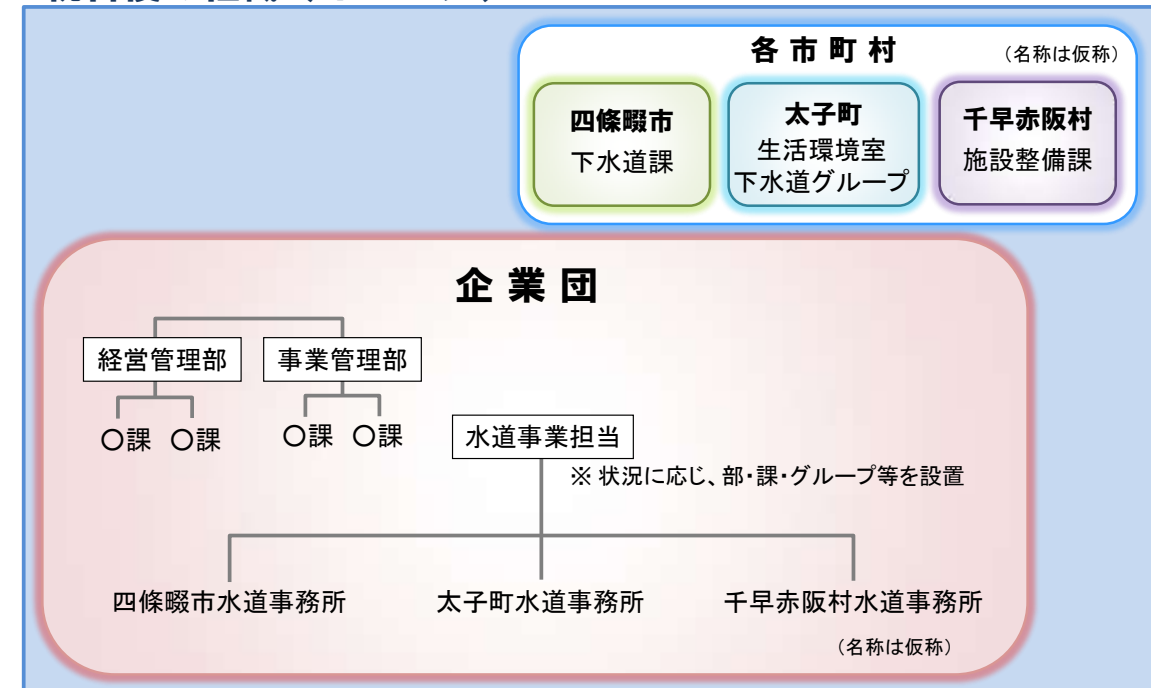 各市町村
(名称は仮称)
四條畷市
下水道課
太子町
生活環境室
下水道グループ
千早赤阪村
施設整備課
企業団
経営管理部
事業管理部
〇課 〇課
〇課 〇課
水道事業担当
※ 状況に応じ、部・課・グループ等を設置
四條畷市水道事務所
太子町水道事務所
千早赤阪村水道事務所
(名称は仮称)